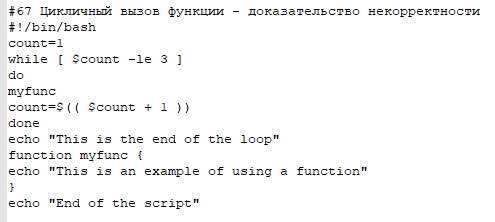 #67 Цикличный вызов функции – доказательство некорректности
#!/bin/bash
count=1
while [ $count -le 3 ]
do
myfunc
count=$(( $count + 1 ))
done
echo "This is the end of the loop"
function myfunc {
echo "This is an example of using a function"
}
echo "End of the script"